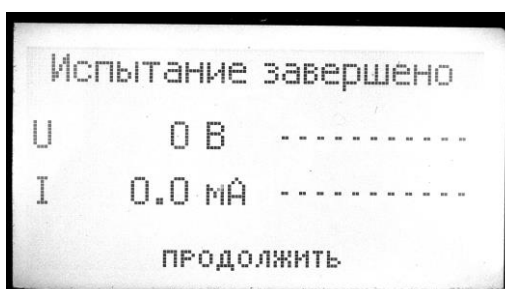 Испытание завершено
U 0 В -----------
I 0.0 мА -----------
продолжить